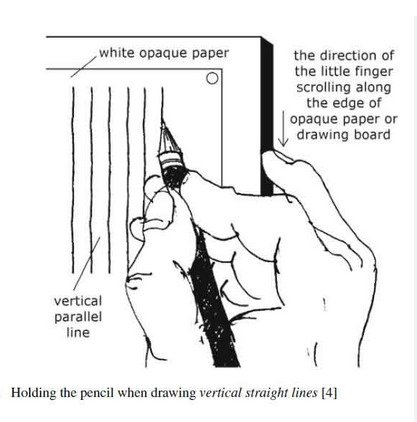 white opaque paper
the direction of
the little finger
scrolling along
the edge of
opaque paper or
drawing board
vertical
parallel
line
Holding the pencil when drawing vertical straight lines [4]